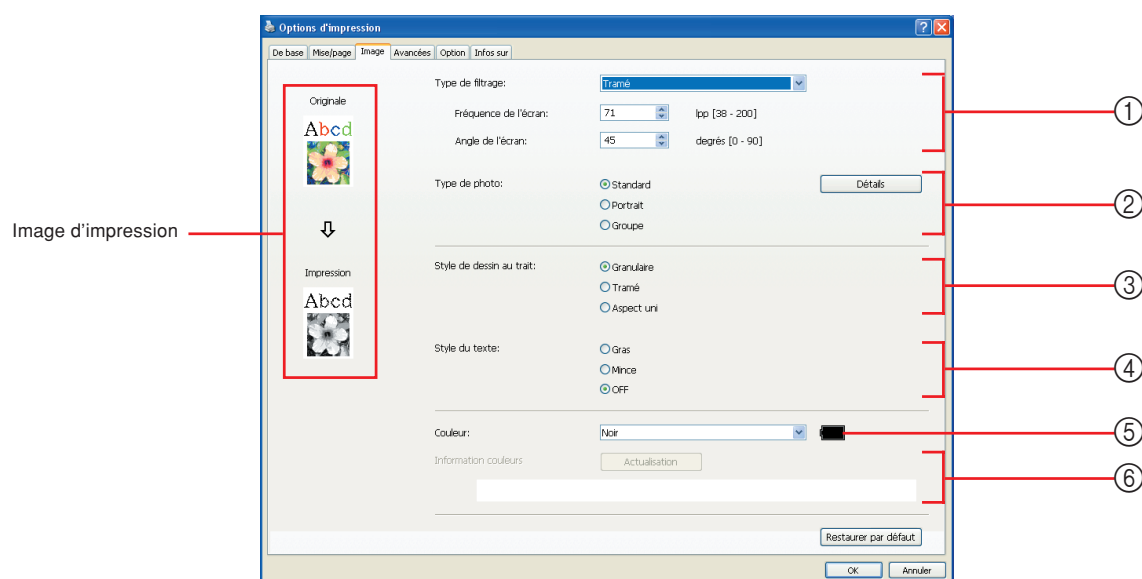 Options d'impression
De base Mise/page Image Avancées Option Infos sur
Type de filtrage: Tramé
Originale
Abcd
Fréquence de l'écran: 71 lpp [38 - 200]
Angle de l'écran: 45 degrés [0 - 90]
①
Type de photo: Standard Détails
Portrait
Groupe
②
Image d'impression
Style de dessin au trait: Granulaire
Impression
Abcd
Tramé
Aspect uni
③
Style du texte: Gras
Mince
OFF
④
Couleur: Noir
⑤
Information couleurs Actualisation
⑥
Restaurer par défaut
OK Annuler